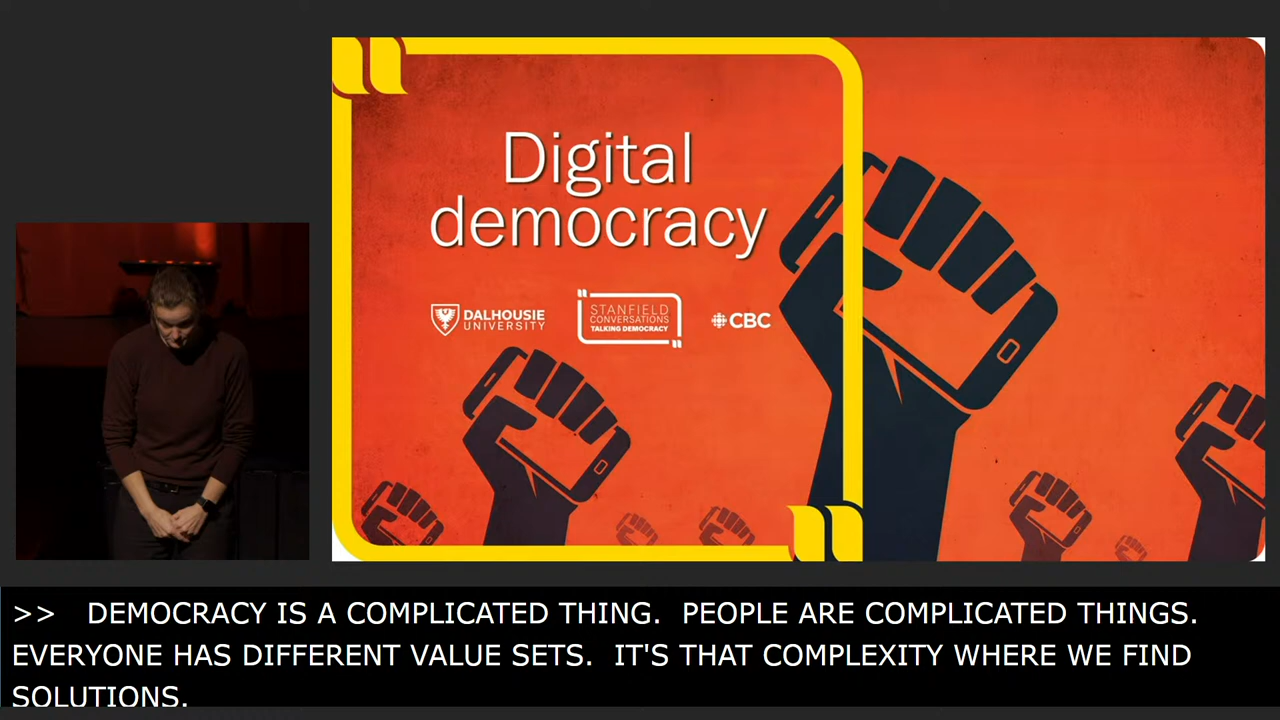 Digital
democracy
DALHOUSIE
UNIVERSITY
STANFIELD
CONVERSATIONS
TALKING DEMOCRACY
CBC
>> DEMOCRACY IS A COMPLICATED THING. PEOPLE ARE COMPLICATED THINGS.
EVERYONE HAS DIFFERENT VALUE SETS. IT'S THAT COMPLEXITY WHERE WE FIND
SOLUTIONS.